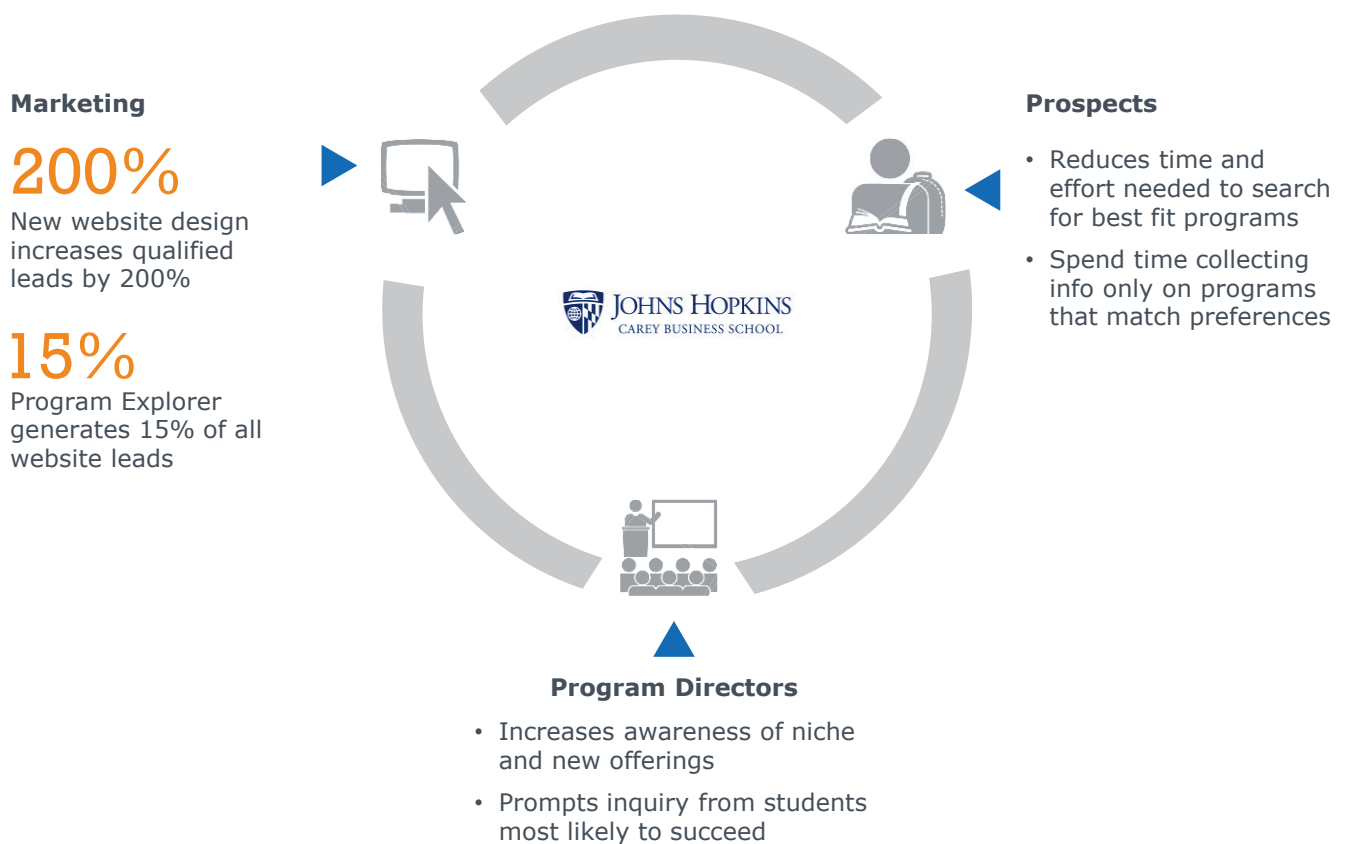 Marketing
200%
New website design
increases qualified
leads by 200%
15%
Program Explorer
generates 15% of all
website leads
JOHNS HOPKINS
CAREY BUSINESS SCHOOL
Prospects
• Reduces time and
effort needed to search
for best fit programs
• Spend time collecting
info only on programs
that match preferences
Program Directors
• Increases awareness of niche
and new offerings
• Prompts inquiry from students
most likely to succeed